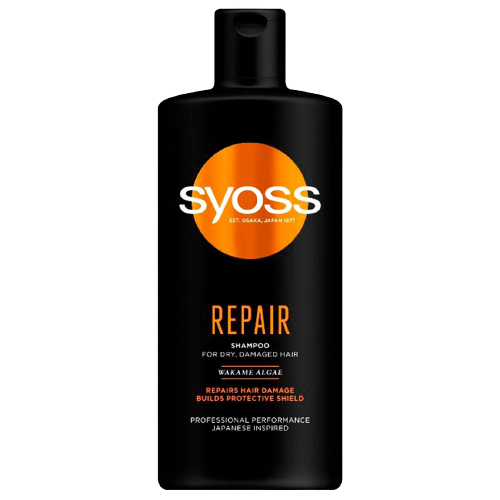 syoss
EST. OSAKA, JAPAN 1977
REPAIR
SHAMPOO
FOR DRY, DAMAGED HAIR
WAKAME ALGAE
REPAIRS HAIR DAMAGE
BUILDS PROTECTIVE SHIELD
PROFESSIONAL PERFORMANCE
JAPANESE INSPIRED